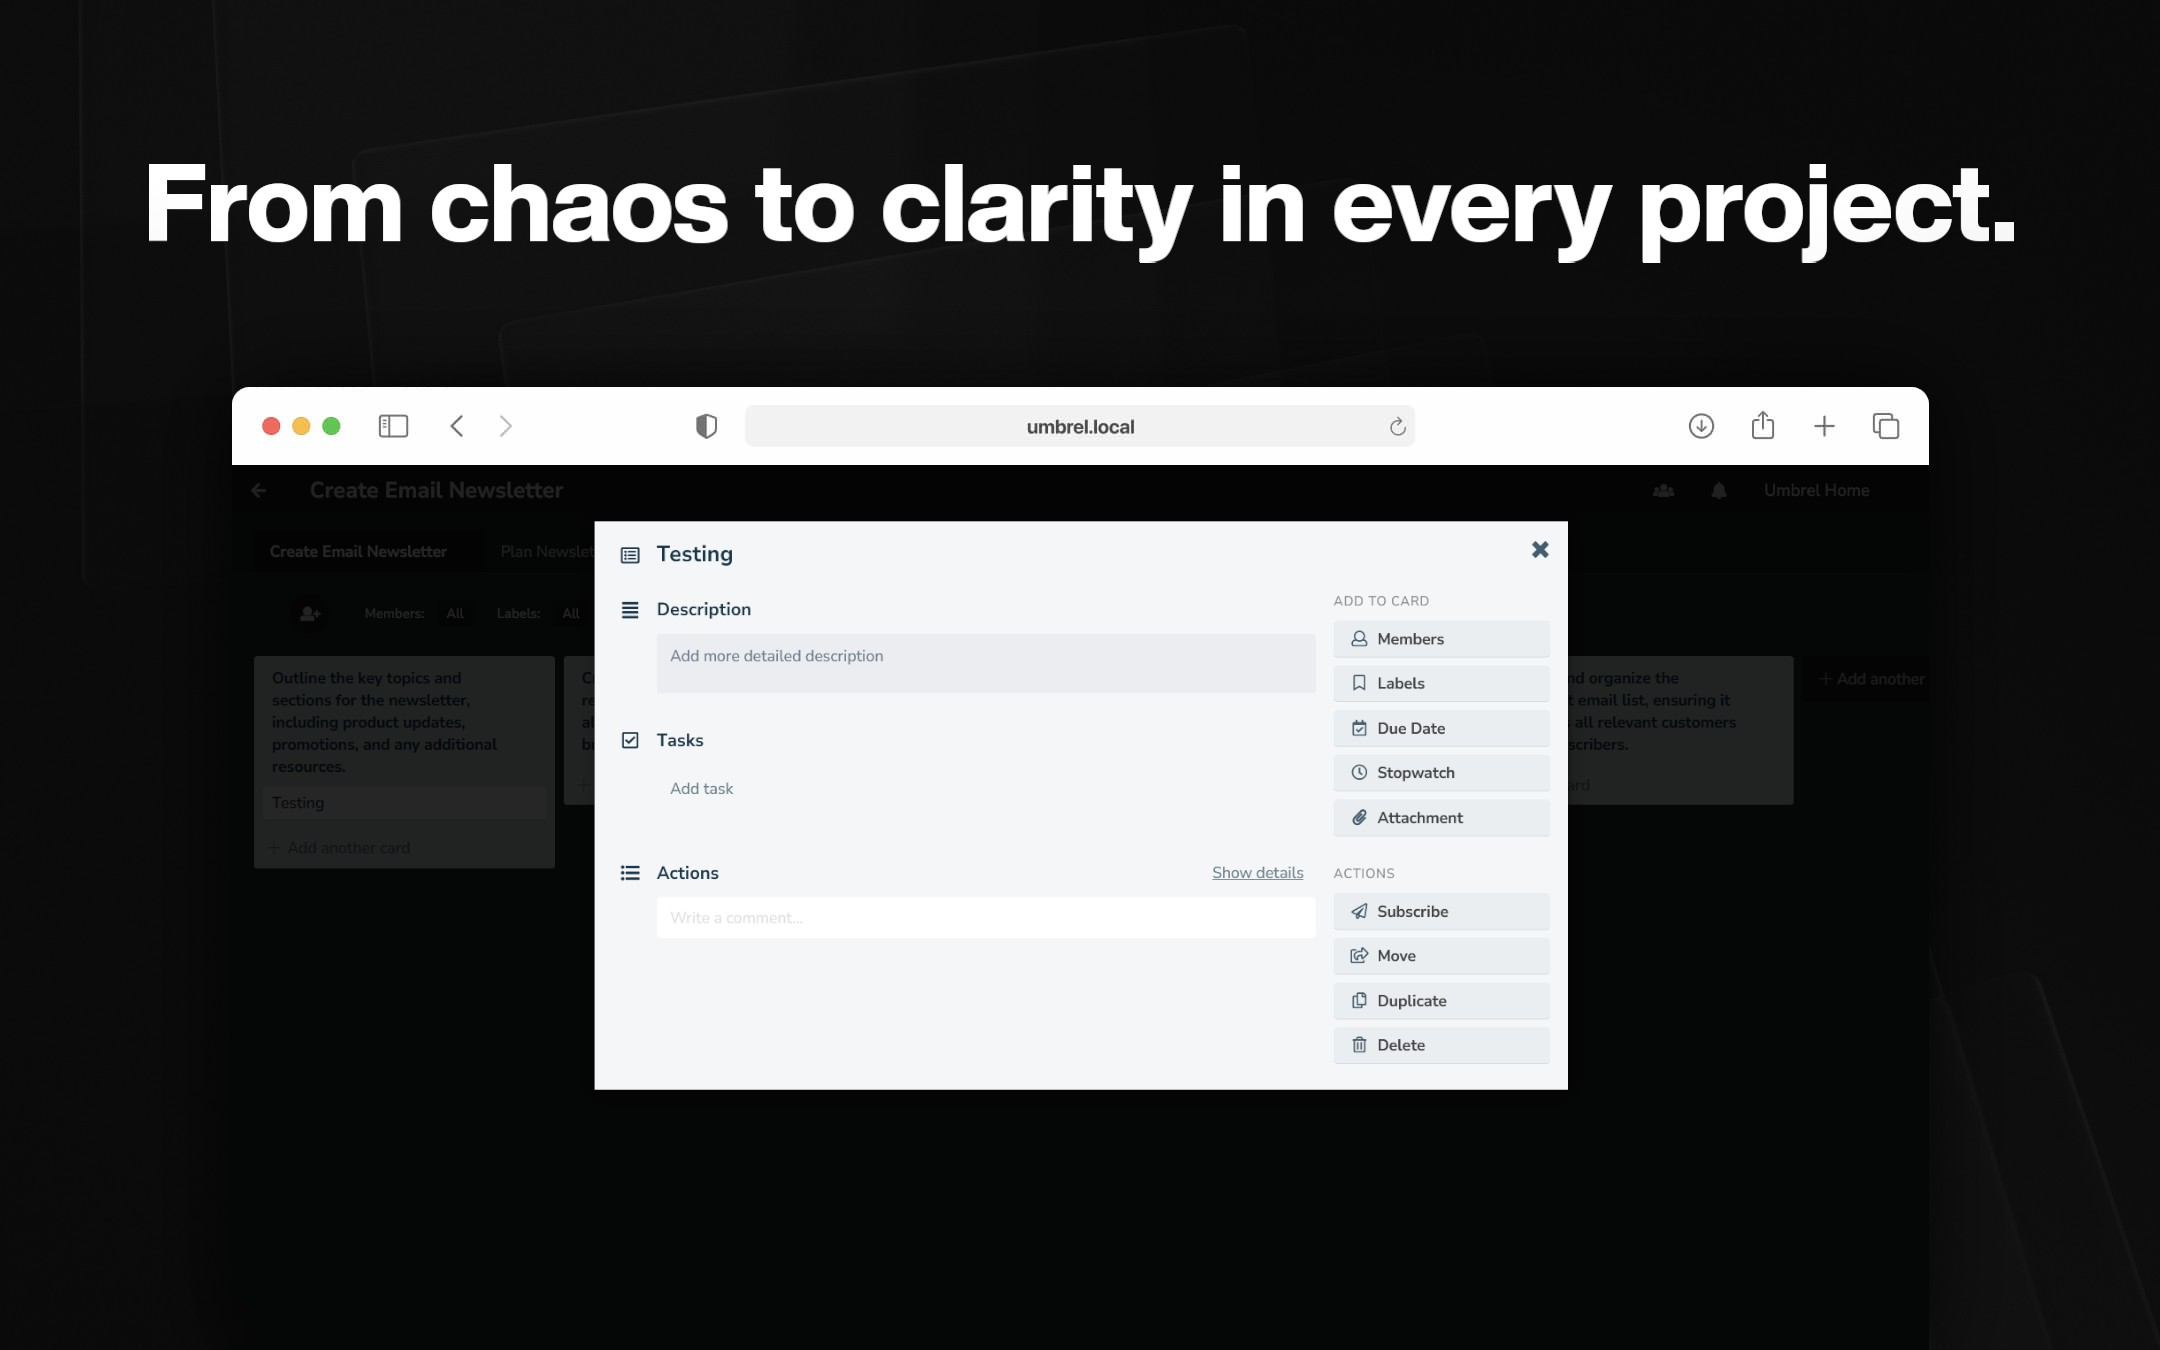 From chaos to clarity in every project.
umbrel.local
Create Email Newsletter
Umbrel Home
Create Email Newsletter
Plan Newslet
Members: All Labels: All
Outline the key topics and
sections for the newsletter,
including product updates,
promotions, and any additional
resources.
Testing
+ Add another card
Testing
Description
Add more detailed description
Tasks
Add task
Actions
Show details
Write a comment...
ADD TO CARD
Members
Labels
Due Date
Stopwatch
Attachment
ACTIONS
Subscribe
Move
Duplicate
Delete
nd organize the
t email list, ensuring it
all relevant customers
scribers.
ard
+ Add another